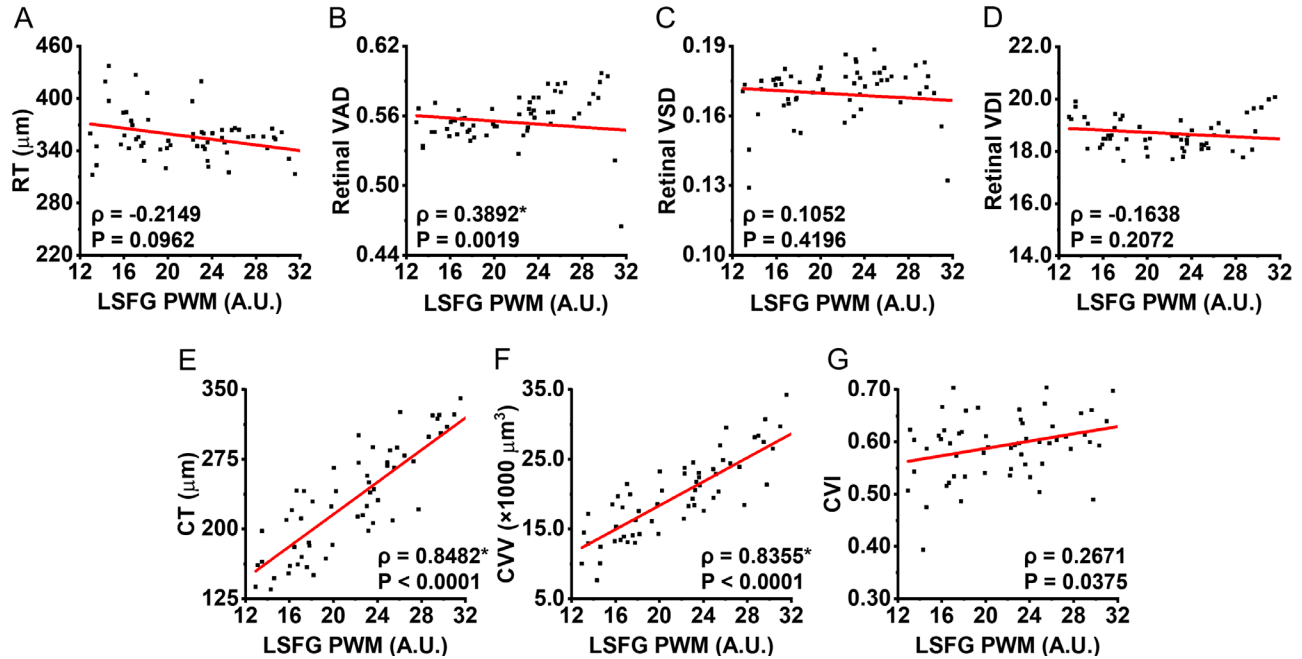 A
460
400
340
280
220
RT (μm)
ρ = -0.2149
P = 0.0962
12 16 20 24 28 32
LSFG PWM (A.U.)
B
0.62
0.56
0.50
0.44
Retinal VAD
ρ = 0.3892*
P = 0.0019
12 16 20 24 28 32
LSFG PWM (A.U.)
C
0.19
0.16
0.13
0.10
Retinal VSD
ρ = 0.1052
P = 0.4196
12 16 20 24 28 32
LSFG PWM (A.U.)
D
22.0
20.0
18.0
16.0
14.0
Retinal VDI
ρ = -0.1638
P = 0.2072
12 16 20 24 28 32
LSFG PWM (A.U.)
E
350
275
200
125
CT (μm)
ρ = 0.8482*
P < 0.0001
12 16 20 24 28 32
LSFG PWM (A.U.)
F
35.0
25.0
15.0
5.0
CVV (×1000 μm³)
ρ = 0.8355*
P < 0.0001
12 16 20 24 28 32
LSFG PWM (A.U.)
G
0.70
0.60
0.50
0.40
0.30
CVI
ρ = 0.2671
P = 0.0375
12 16 20 24 28 32
LSFG PWM (A.U.)